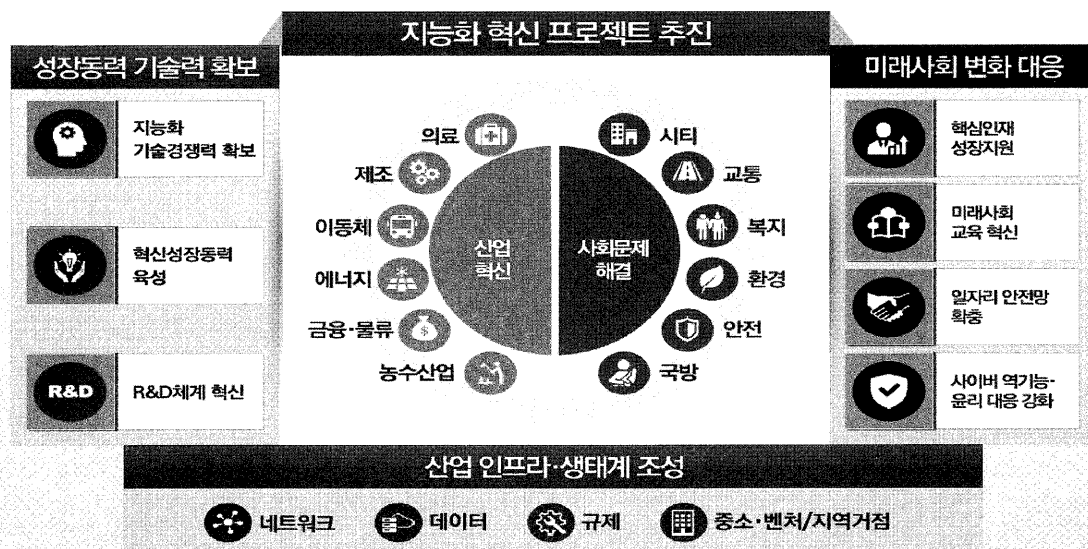 지능화 혁신 프로젝트 추진
성장동력 기술력 확보
지능화
기술경쟁력 확보
혁신성장동력
육성
R&D
R&D체계 혁신
의료
제조
이동체
에너지
금융·물류
농수산업
산업
혁신
사회문제
해결
시티
교통
복지
환경
안전
국방
미래사회 변화 대응
핵심인재
성장지원
미래사회
교육 혁신
일자리 안전망
확충
사이버 역기능·
윤리 대응 강화
산업 인프라·생태계 조성
네트워크
데이터
규제
중소·벤처/지역거점